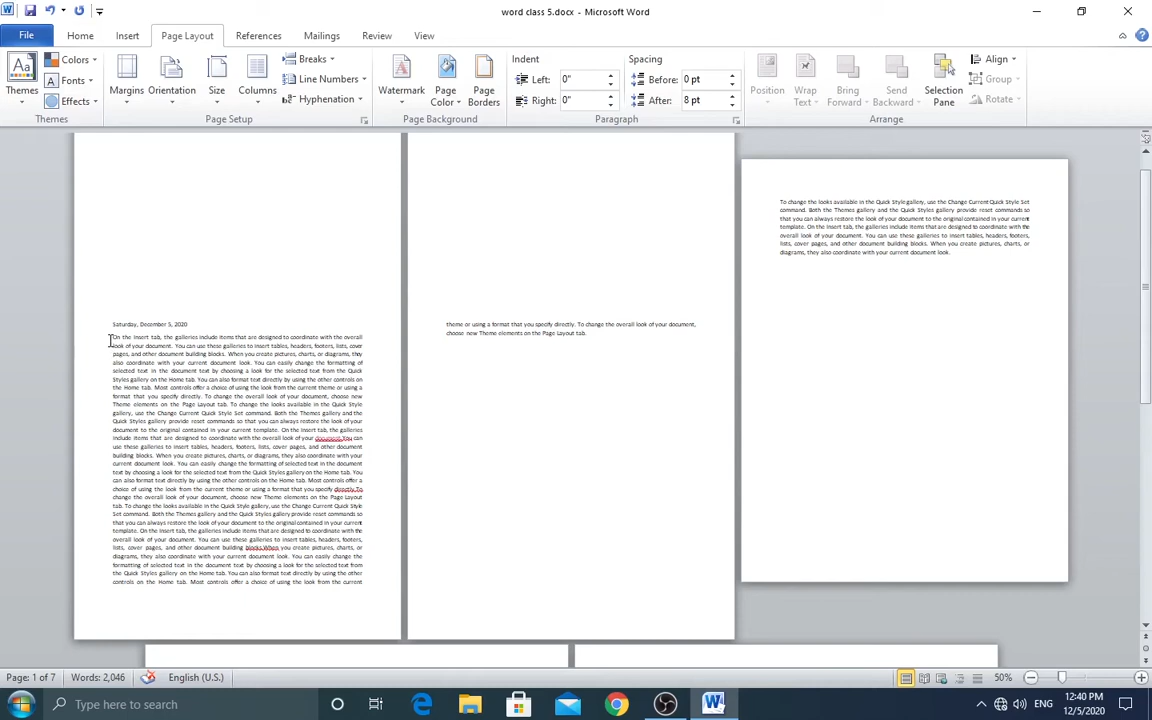 word class 5.docx - Microsoft Word
File Home Insert Page Layout References Mailings Review View
Themes
Colors
Fonts
Effects
Themes
Margins
Orientation
Size
Columns
Breaks
Line Numbers
Hyphenation
Page Setup
Watermark
Page
Color
Page
Borders
Page Background
Indent
Left: 0"
Right: 0"
Spacing
Before: 0 pt
After: 8 pt
Paragraph
Position
Wrap
Text
Bring
Forward
Send
Backward
Selection
Pane
Align
Group
Rotate
Arrange
Saturday, December 5, 2020
On the Insert tab, the galleries include items that are designed to coordinate with the overall
look of your document. You can use these galleries to insert tables, headers, footers, lists, cover
pages, and other document building blocks. When you create pictures, charts, or diagrams, they
also coordinate with your current document look. You can easily change the formatting of
selected text in the document text by choosing a look for the selected text from the Quick
Styles gallery on the Home tab. You can also format text directly by using the other controls on
the Home tab. Most controls offer a choice of using the look from the current theme or using a
format that you specify directly. To change the overall look of your document, choose new
Theme elements on the Page Layout tab. To change the looks available in the Quick Style
gallery, use the Change Current Quick Style Set command. Both the Themes gallery and the
Quick Styles gallery provide reset commands so that you can always restore the look of your
document to the original contained in your current template. On the Insert tab, the galleries
include items that are designed to coordinate with the overall look of your document.You can
use these galleries to insert tables, headers, footers, lists, cover pages, and other document
building blocks. When you create pictures, charts, or diagrams, they also coordinate with your
current document look. You can easily change the formatting of selected text in the document
text by choosing a look for the selected text from the Quick Styles gallery on the Home tab. You
can also format text directly by using the other controls on the Home tab. Most controls offer a
choice of using the look from the current theme or using a format that you specify directly.To
change the overall look of your document, choose new Theme elements on the Page Layout
tab. To change the looks available in the Quick Style gallery, use the Change Current Quick Style
Set command. Both the Themes gallery and the Quick Styles gallery provide reset commands so
that you can always restore the look of your document to the original contained in your current
template. On the Insert tab, the galleries include items that are designed to coordinate with the
overall look of your document. You can use these galleries to insert tables, headers, footers,
lists, cover pages, and other document building blocks.When you create pictures, charts, or
diagrams, they also coordinate with your current document look. You can easily change the
formatting of selected text in the document text by choosing a look for the selected text from
the Quick Styles gallery on the Home tab. You can also format text directly by using the other
controls on the Home tab. Most controls offer a choice of using the look from the current
theme or using a format that you specify directly. To change the overall look of your document,
choose new Theme elements on the Page Layout tab.
To change the looks available in the Quick Style gallery, use the Change Current Quick Style Set
command. Both the Themes gallery and the Quick Styles gallery provide reset commands so
that you can always restore the look of your document to the original contained in your current
template. On the Insert tab, the galleries include items that are designed to coordinate with the
overall look of your document. You can use these galleries to insert tables, headers, footers,
lists, cover pages, and other document building blocks. When you create pictures, charts, or
diagrams, they also coordinate with your current document look.
Page: 1 of 7 Words: 2,046 English (U.S.) 50%
Type here to search
ENG
12:40 PM
12/5/2020